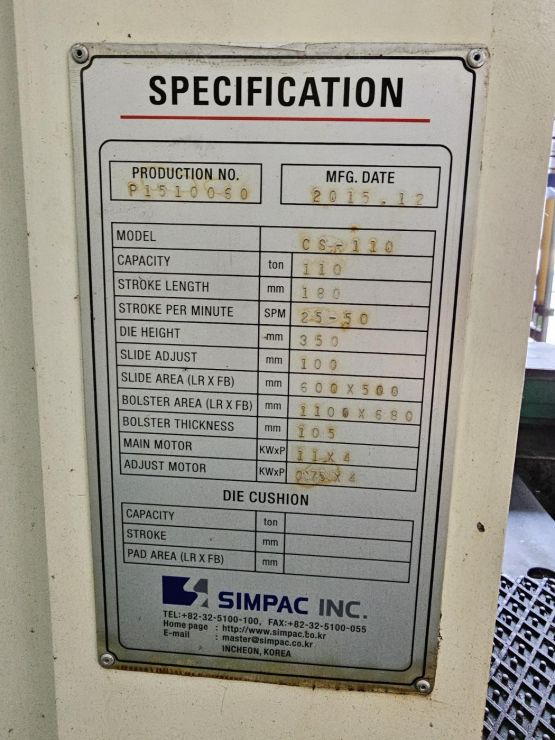 SPECIFICATION
PRODUCTION NO. MFG. DATE
P1510060 2015.12
MODEL CS-110
CAPACITY ton 110
STROKE LENGTH mm 180
STROKE PER MINUTE SPM 25-50
DIE HEIGHT mm 350
SLIDE ADJUST mm 100
SLIDE AREA (LR X FB) mm 600X500
BOLSTER AREA (LR X FB) mm 1100X680
BOLSTER THICKNESS mm 105
MAIN MOTOR KWxP 11X4
ADJUST MOTOR KWxP 0.75X4
DIE CUSHION
CAPACITY ton
STROKE mm
PAD AREA (LR X FB) mm
SIMPAC INC.
TEL:+82-32-5100-100, FAX:+82-32-5100-055
Home page : http://www.simpac.co.kr
E-mail : master@simpac.co.kr
INCHEON, KOREA